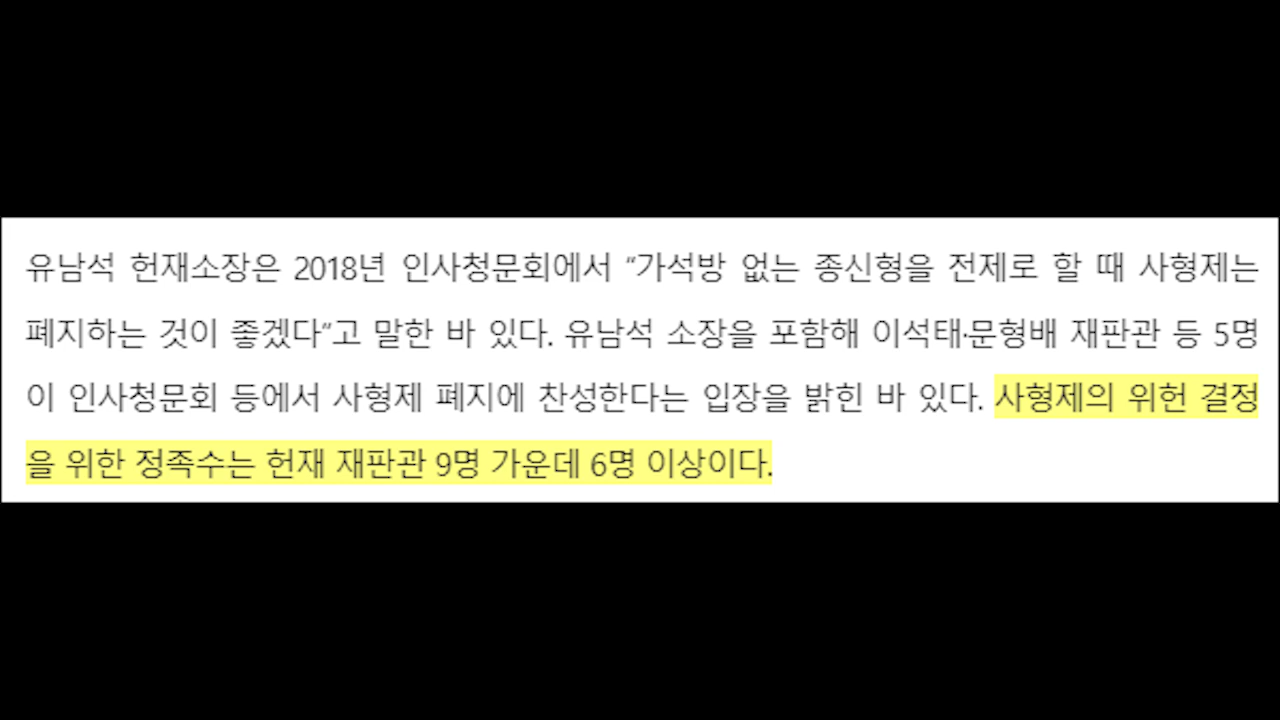 유남석 헌재소장은 2018년 인사청문회에서 “가석방 없는 종신형을 전제로 할 때 사형제는
폐지하는 것이 좋겠다”고 말한 바 있다. 유남석 소장을 포함해 이석태·문형배 재판관 등 5명
이 인사청문회 등에서 사형제 폐지에 찬성한다는 입장을 밝힌 바 있다. 사형제의 위헌 결정
을 위한 정족수는 헌재 재판관 9명 가운데 6명 이상이다.